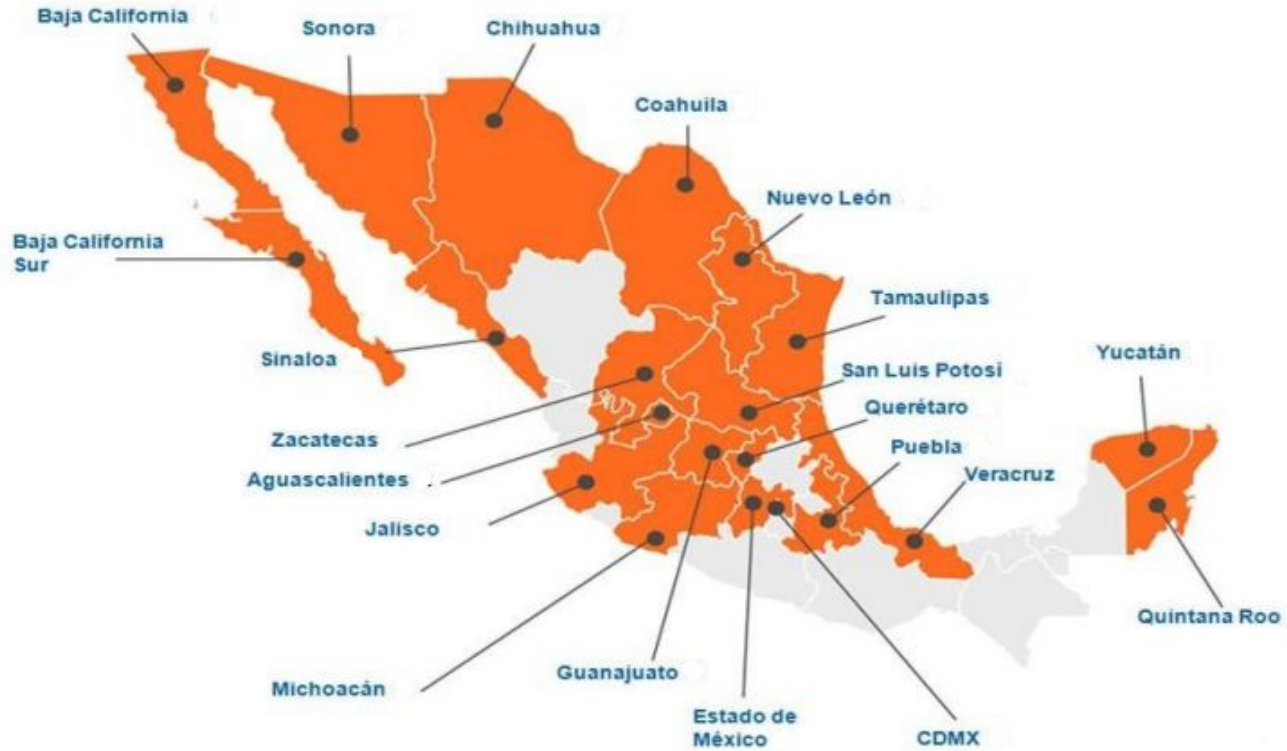 Baja California
Sonora
Chihuahua
Coahuila
Nuevo León
Baja California
Sur
Tamaulipas
Sinaloa
San Luis Potosí
Yucatán
Querétaro
Zacatecas
Puebla
Aguascalientes
Veracruz
Jalisco
Quintana Roo
Guanajuato
Michoacán
Estado de
México
CDMX